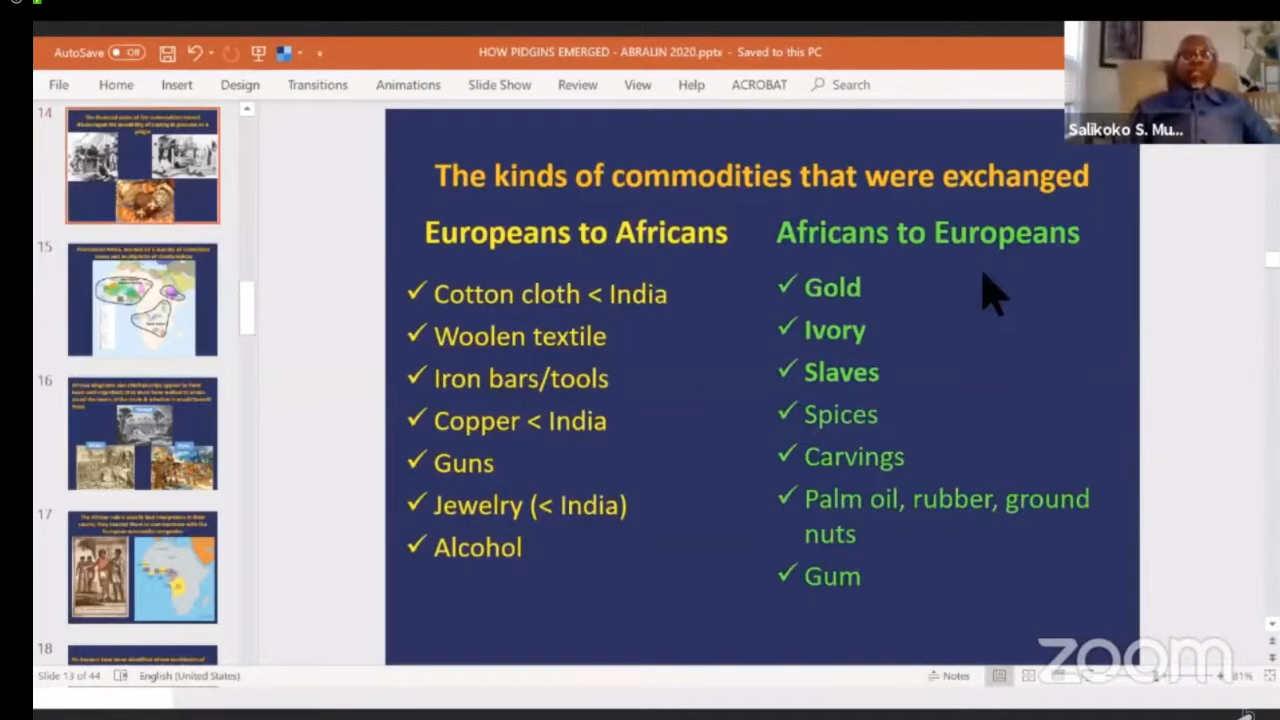 AutoSave Off
HOW PIDGINS EMERGED - ABRALIN 2020.pptx - Saved to this PC
File Home Insert Design Transitions Animations Slide Show Review View Help ACROBAT Search
Salikoko S. Mu...
14
15
16
17
18
The kinds of commodities that were exchanged
Europeans to Africans
✓ Cotton cloth < India
✓ Woolen textile
✓ Iron bars/tools
✓ Copper < India
✓ Guns
✓ Jewelry (< India)
✓ Alcohol
Africans to Europeans
✓ Gold
✓ Ivory
✓ Slaves
✓ Spices
✓ Carvings
✓ Palm oil, rubber, ground
nuts
✓ Gum
zoom
Slide 13 of 44 English (United States) Notes 81%